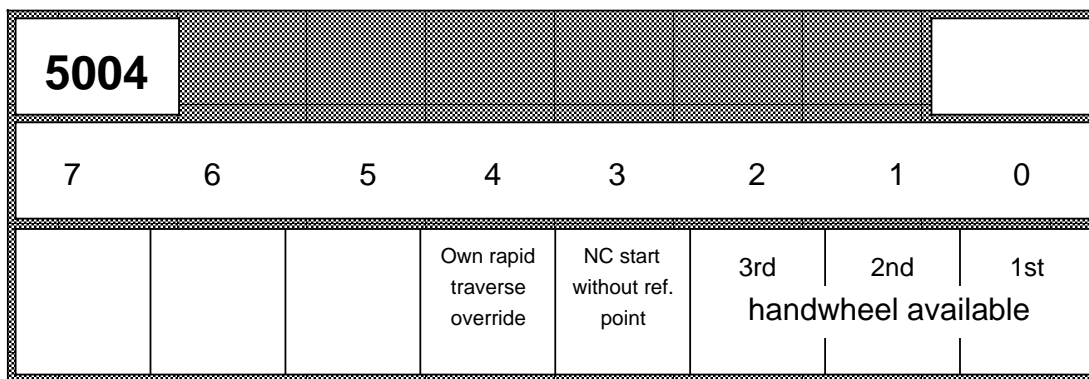 5004
7 6 5 4 3 2 1 0
Own rapid
traverse
override
NC start
without ref.
point
3rd 2nd 1st
handwheel available